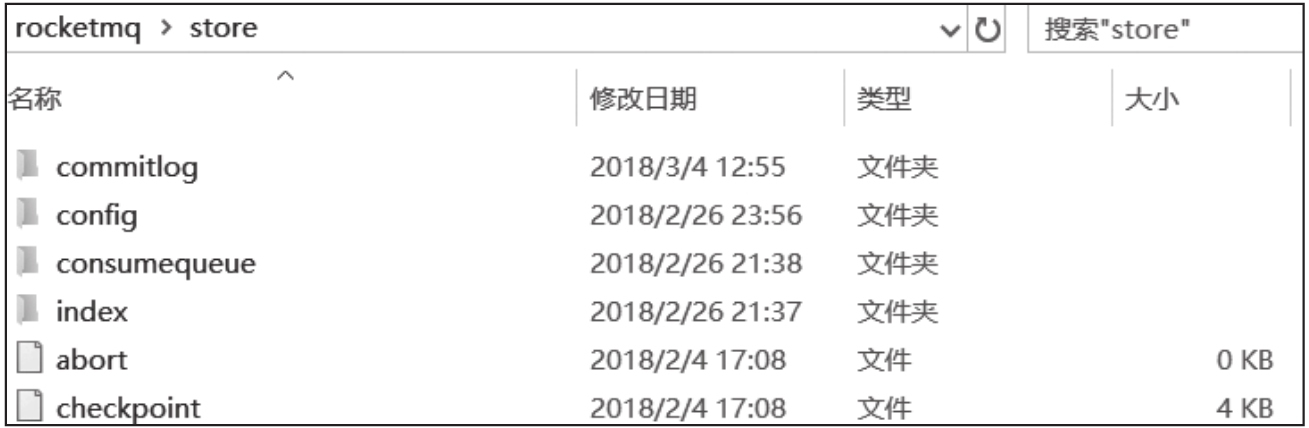 rocketmq > store 搜索"store"
名称 修改日期 类型 大小
commitlog 2018/3/4 12:55 文件夹
config 2018/2/26 23:56 文件夹
consumequeue 2018/2/26 21:38 文件夹
index 2018/2/26 21:37 文件夹
abort 2018/2/4 17:08 文件 0 KB
checkpoint 2018/2/4 17:08 文件 4 KB